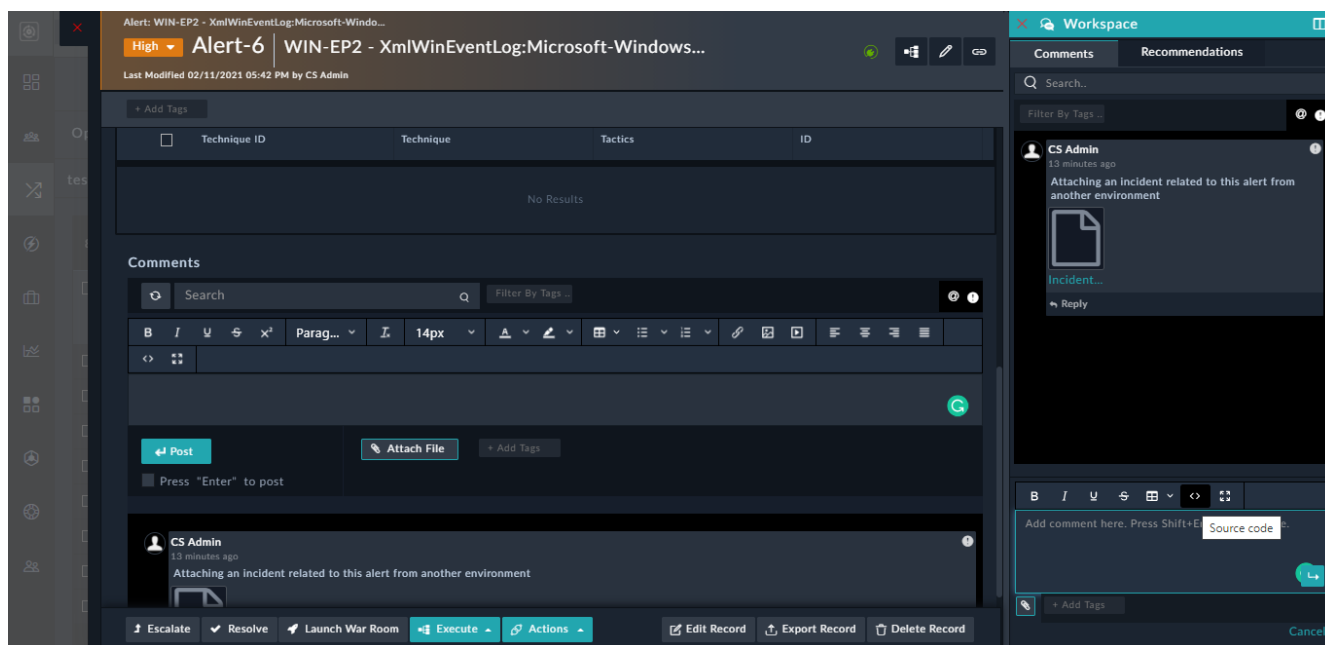 Alert: WIN-EP2 - XmlWinEventLog:Microsoft-Windo...
High Alert-6 WIN-EP2 - XmlWinEventLog:Microsoft-Windows...
Last Modified 02/11/2021 05:42 PM by CS Admin
+ Add Tags
Technique ID Technique Tactics ID
No Results
Comments
Search Filter By Tags .. @
B I U S x² Parag... Ix 14px A
<>
Post Attach File + Add Tags
Press "Enter" to post
CS Admin
13 minutes ago
Attaching an incident related to this alert from another environment
Escalate Resolve Launch War Room Execute Actions Edit Record Export Record Delete Record
Op
tes
Workspace
Comments Recommendations
Search..
Filter By Tags .. @
CS Admin
13 minutes ago
Attaching an incident related to this alert from
another environment
Incident...
Reply
B I U S <>
Add comment here. Press Shift+E
Source code
+ Add Tags
Cancel